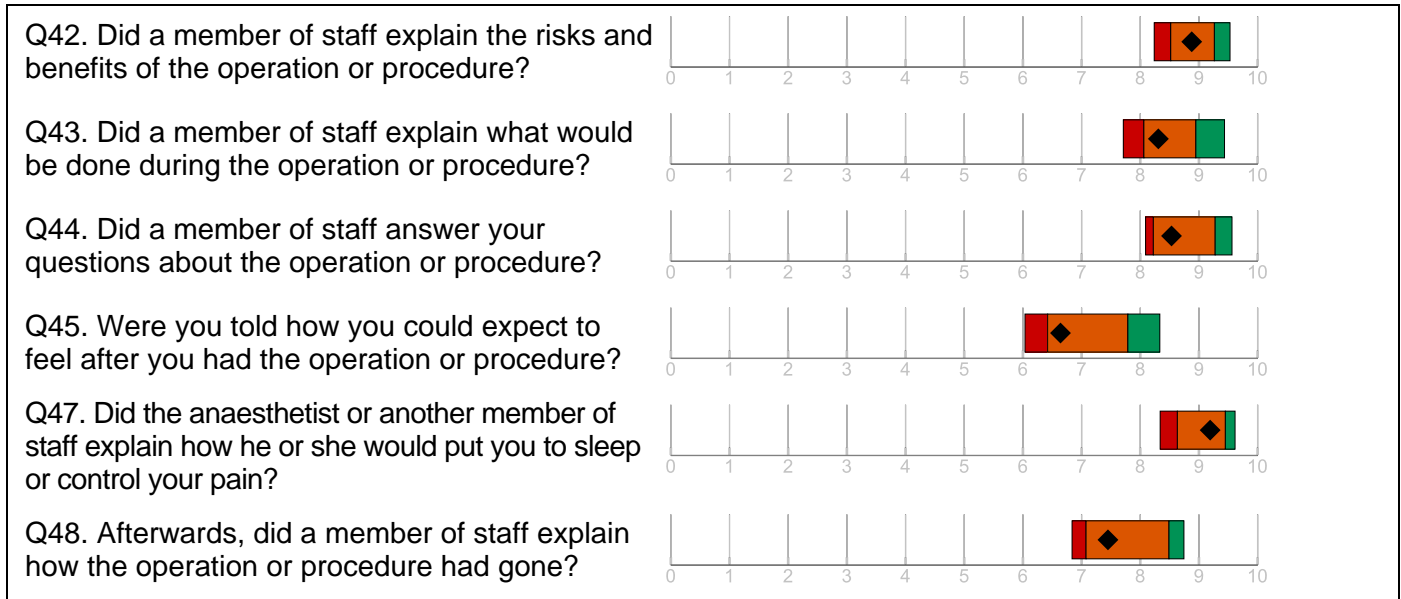 Q42. Did a member of staff explain the risks and
benefits of the operation or procedure?
0 1 2 3 4 5 6 7 8 9 10
Q43. Did a member of staff explain what would
be done during the operation or procedure?
0 1 2 3 4 5 6 7 8 9 10
Q44. Did a member of staff answer your
questions about the operation or procedure?
0 1 2 3 4 5 6 7 8 9 10
Q45. Were you told how you could expect to
feel after you had the operation or procedure?
0 1 2 3 4 5 6 7 8 9 10
Q47. Did the anaesthetist or another member of
staff explain how he or she would put you to sleep
or control your pain?
0 1 2 3 4 5 6 7 8 9 10
Q48. Afterwards, did a member of staff explain
how the operation or procedure had gone?
0 1 2 3 4 5 6 7 8 9 10